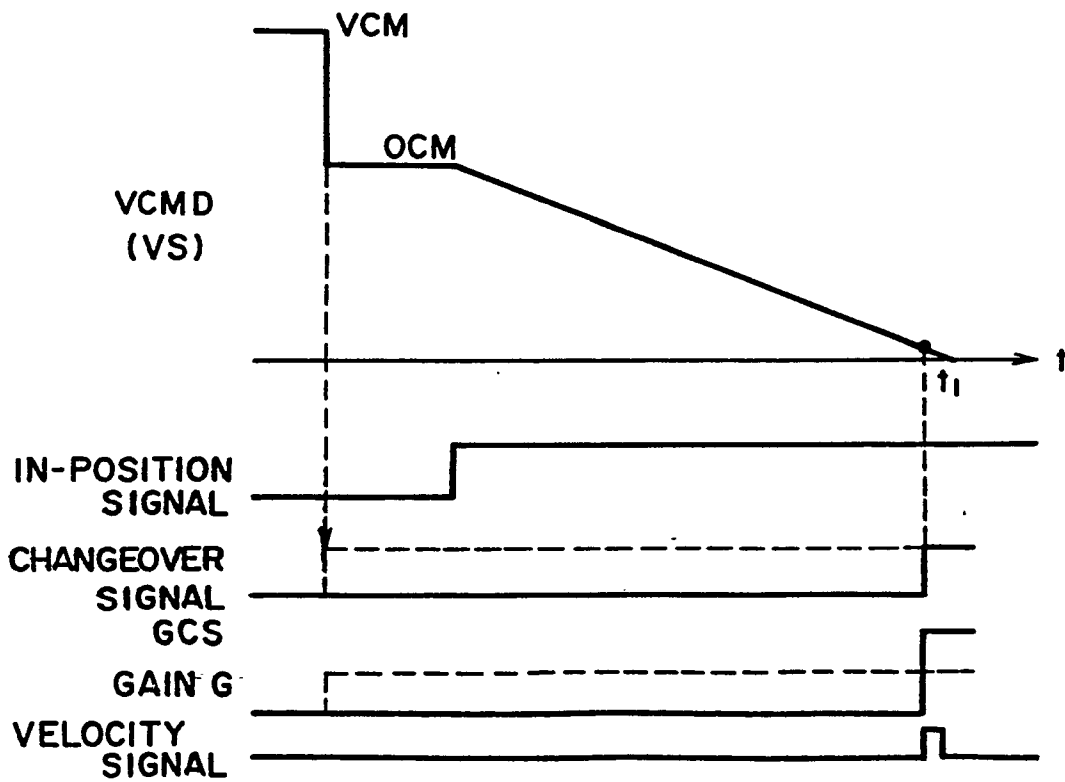 VCM
OCM
VCMD
(VS)
t
t1
IN-POSITION
SIGNAL
CHANGEOVER
SIGNAL
GCS
GAIN G
VELOCITY
SIGNAL